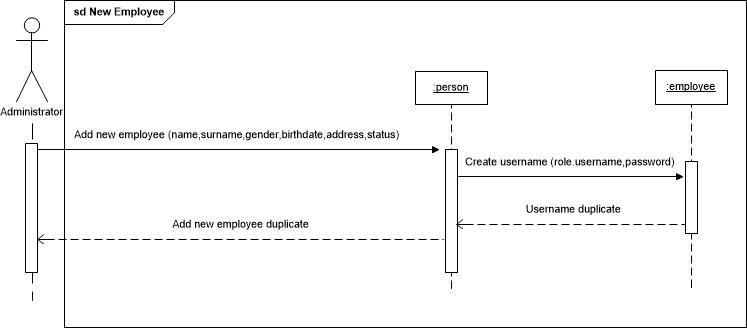 sd New Employee
:person
:employee
Administrator
Add new employee (name,surname,gender,birthdate,address,status)
Create username (role.username,password)
Username duplicate
Add new employee duplicate